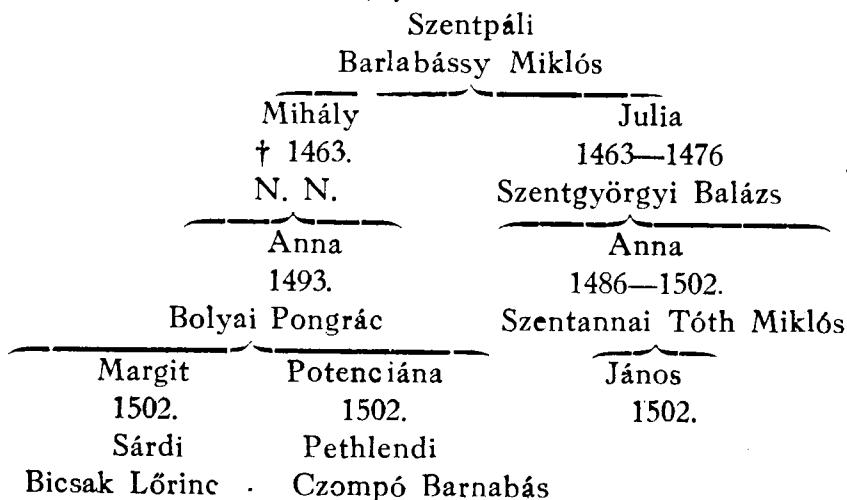 Szentpáli
Barlabássy Miklós
Mihály Julia
† 1463. 1463—1476
N. N. Szentgyörgyi Balázs
Anna Anna
1493. 1486—1502.
Bolyai Pongrác Szentannai Tóth Miklós
Margit Potenciána János
1502. 1502. 1502.
Sárdi Pethlendi
Bicsak Lőrinc . Czompó Barnabás